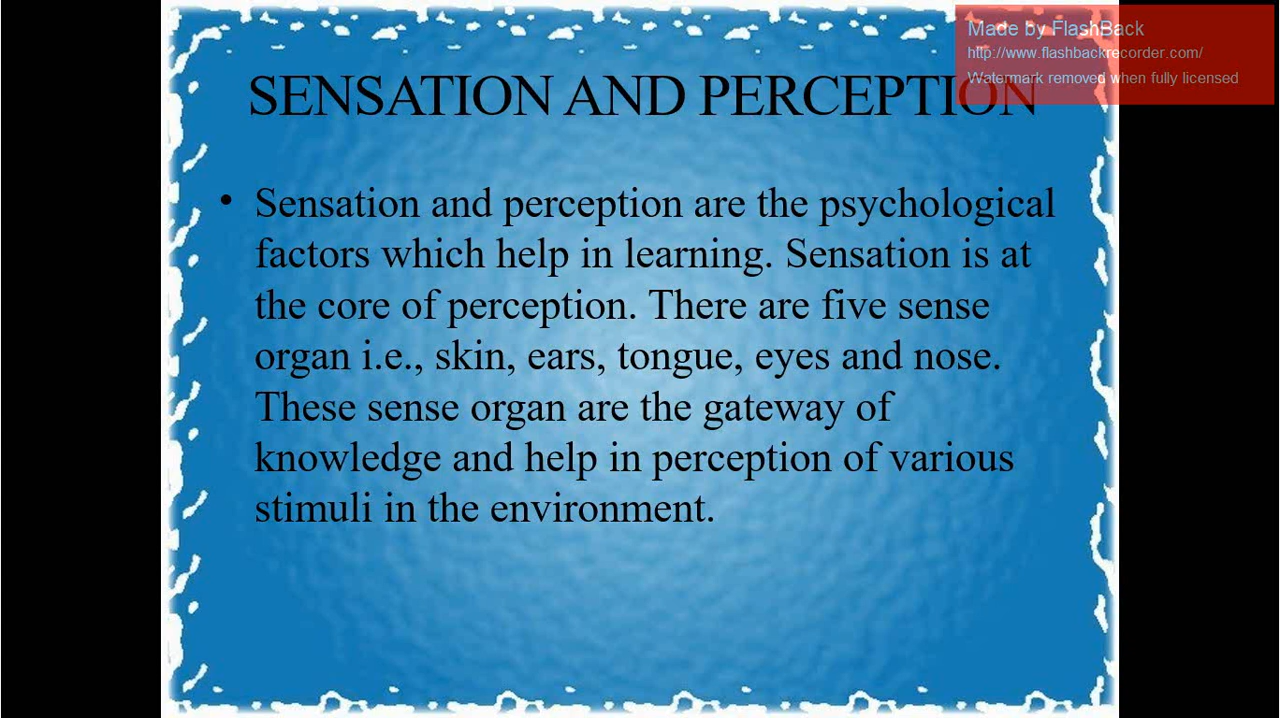 Made by FlashBack
http://www.flashbackrecorder.com/
Watermark removed when fully licensed
SENSATION AND PERCEPTION
• Sensation and perception are the psychological
factors which help in learning. Sensation is at
the core of perception. There are five sense
organ i.e., skin, ears, tongue, eyes and nose.
These sense organ are the gateway of
knowledge and help in perception of various
stimuli in the environment.